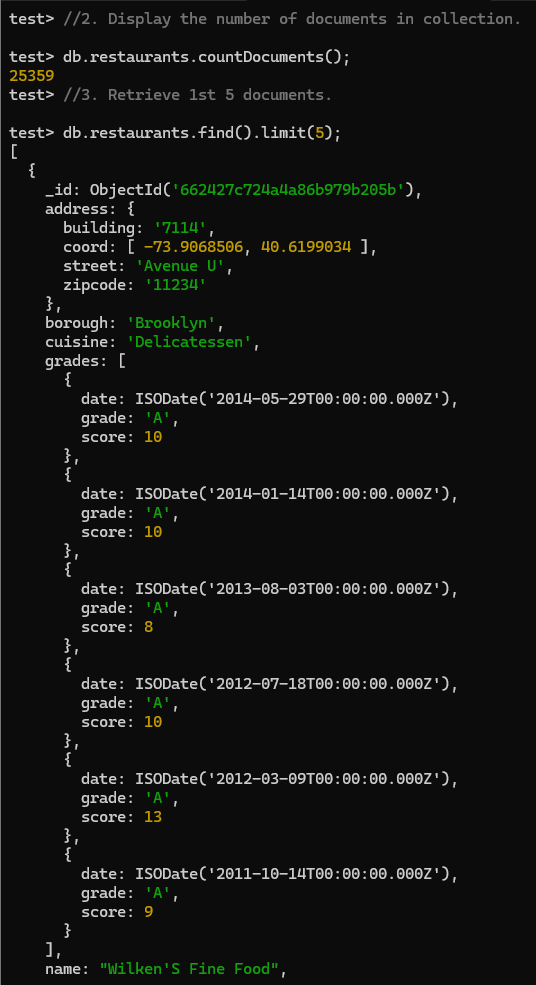 test> //2. Display the number of documents in collection.
test> db.restaurants.countDocuments();
25359
test> //3. Retrieve 1st 5 documents.
test> db.restaurants.find().limit(5);
[
  {
    _id: ObjectId('662427c724a4a86b979b205b'),
    address: {
      building: '7114',
      coord: [ -73.9068506, 40.6199034 ],
      street: 'Avenue U',
      zipcode: '11234'
    },
    borough: 'Brooklyn',
    cuisine: 'Delicatessen',
    grades: [
      {
        date: ISODate('2014-05-29T00:00:00.000Z'),
        grade: 'A',
        score: 10
      },
      {
        date: ISODate('2014-01-14T00:00:00.000Z'),
        grade: 'A',
        score: 10
      },
      {
        date: ISODate('2013-08-03T00:00:00.000Z'),
        grade: 'A',
        score: 8
      },
      {
        date: ISODate('2012-07-18T00:00:00.000Z'),
        grade: 'A',
        score: 10
      },
      {
        date: ISODate('2012-03-09T00:00:00.000Z'),
        grade: 'A',
        score: 13
      },
      {
        date: ISODate('2011-10-14T00:00:00.000Z'),
        grade: 'A',
        score: 9
      }
    ],
    name: "Wilken'S Fine Food",